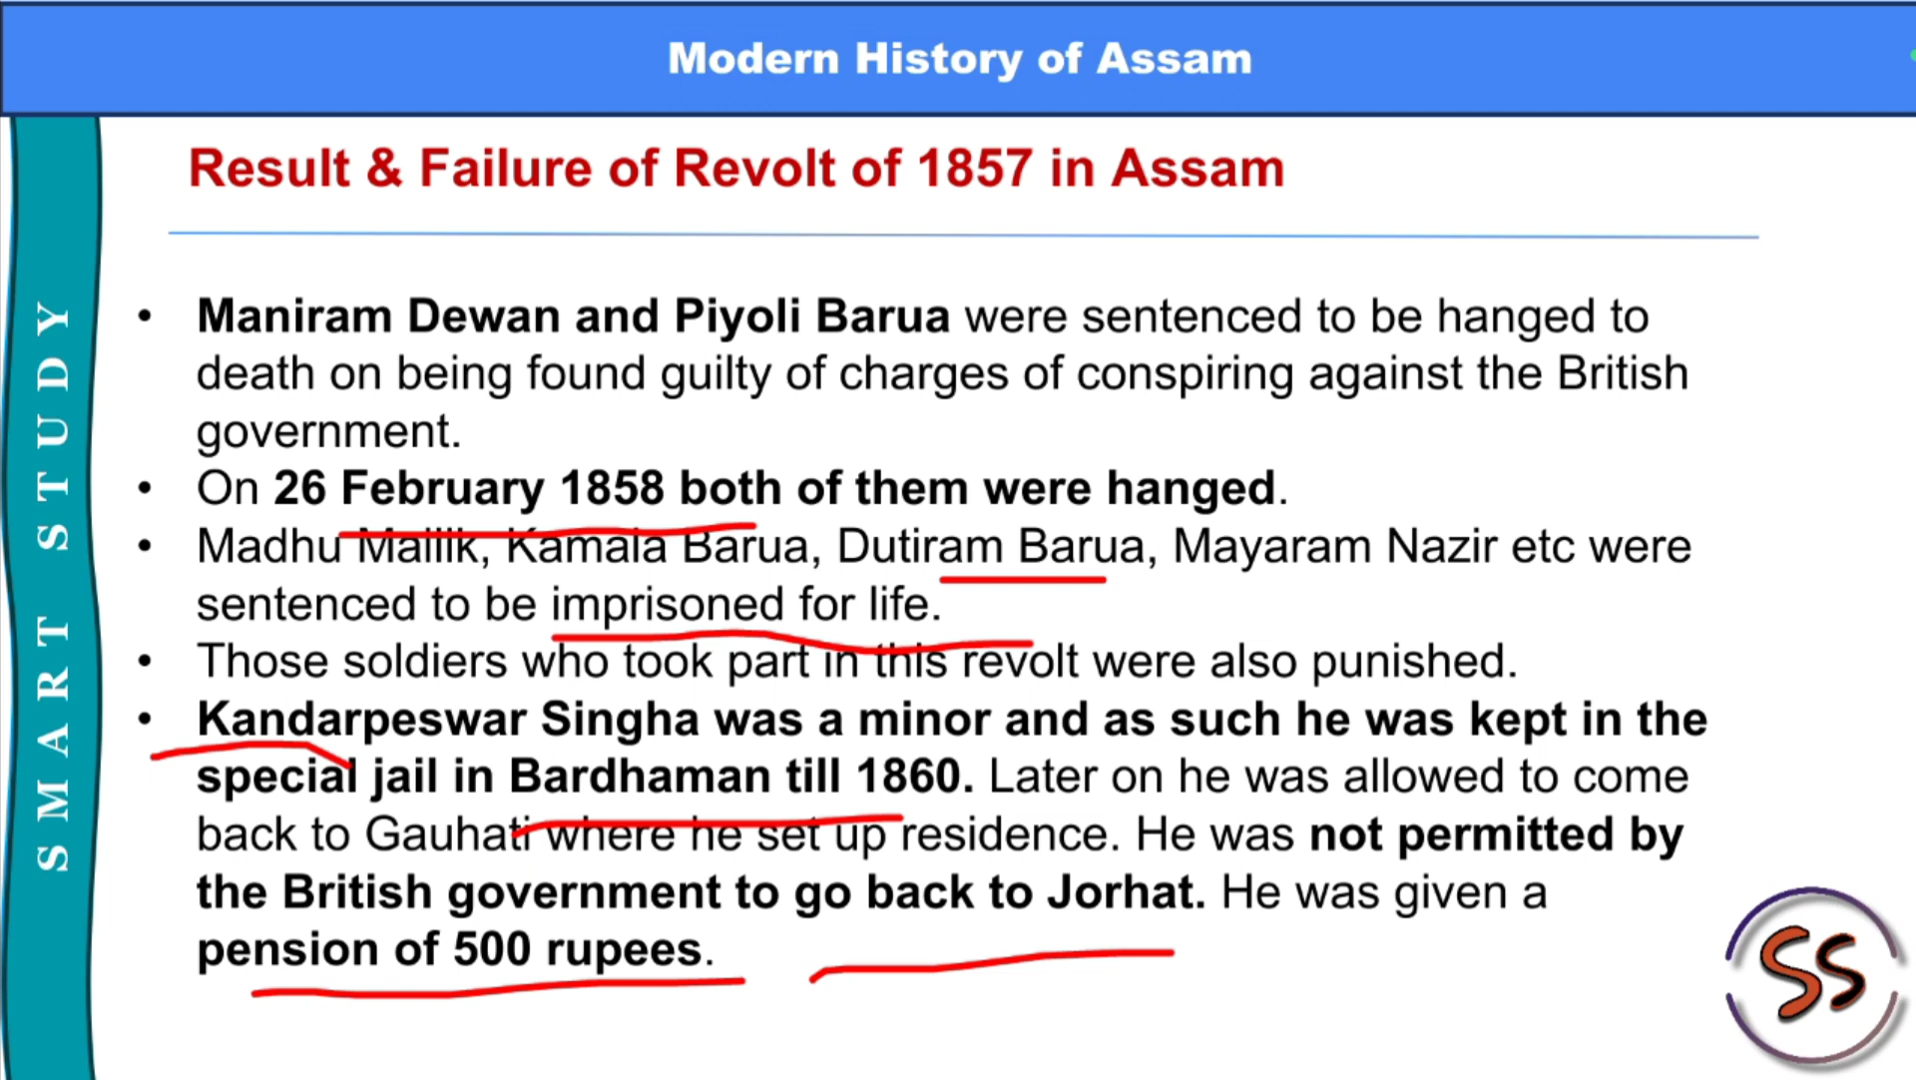 Modern History of Assam
Result & Failure of Revolt of 1857 in Assam
• Maniram Dewan and Piyoli Barua were sentenced to be hanged to
death on being found guilty of charges of conspiring against the British
government.
• On 26 February 1858 both of them were hanged.
• Madhu Mallik, Kamala Barua, Dutiram Barua, Mayaram Nazir etc were
sentenced to be imprisoned for life.
• Those soldiers who took part in this revolt were also punished.
• Kandarpeswar Singha was a minor and as such he was kept in the
special jail in Bardhaman till 1860. Later on he was allowed to come
back to Gauhati where he set up residence. He was not permitted by
the British government to go back to Jorhat. He was given a
pension of 500 rupees.
SMART STUDY
SS